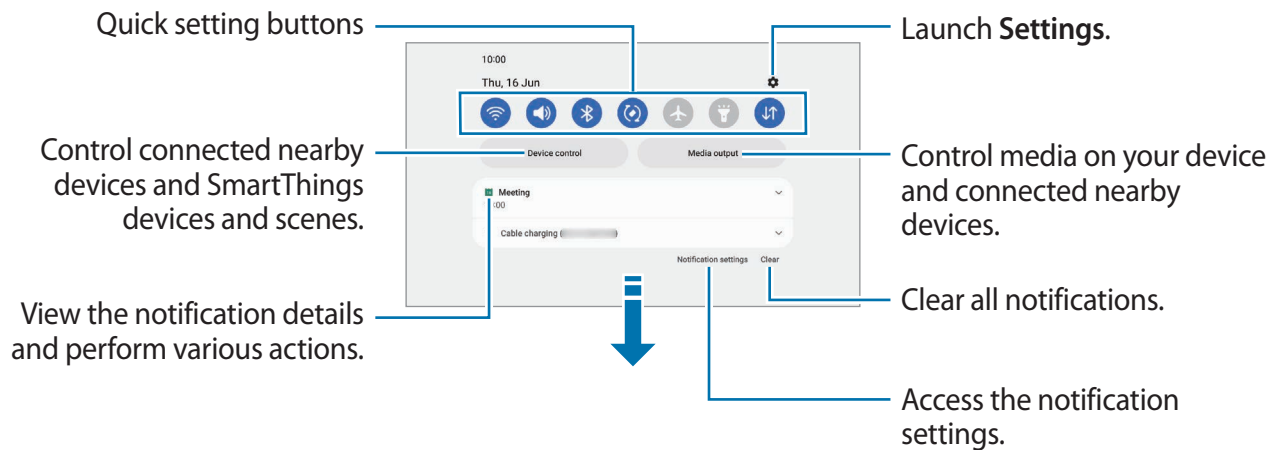 Quick setting buttons
Launch Settings.
10:00
Thu, 16 Jun
Control connected nearby
devices and SmartThings
devices and scenes.
Device control
Media output
Control media on your device
and connected nearby
devices.
Meeting
:00
Cable charging (
)
Notification settings
Clear
View the notification details
and perform various actions.
Clear all notifications.
Access the notification
settings.